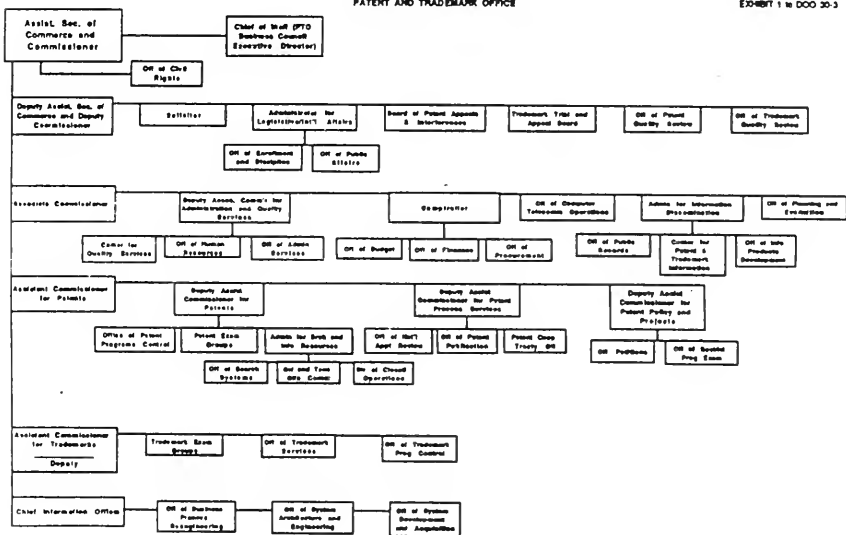 PATENT AND TRADEMARK OFFICE
EXHIBIT 1 to DOO 30-3
Assist. Sec. of
Commerce and
Commissioner
Chief of Staff (PTO
Business Council
Executive Director)
Off of Civil
Rights
Deputy Assist. Sec. of
Commerce and Deputy
Commissioner
Solicitor
Administrator for
Legislative/Int'l Affairs
Board of Patent Appeals
& Interferences
Trademark Trial and
Appeal Board
Off of Patent
Quality Review
Off of Trademark
Quality Review
Off of Enrollment
and Discipline
Off of Public
Affairs
Associate Commissioner
Deputy Assoc. Comm'r for
Administration and Quality
Services
Comptroller
Off of Computer
Telecomm Operations
Admin for Information
Dissemination
Off of Planning and
Evaluation
Center for
Quality Services
Off of Human
Resources
Off of Admin
Services
Off of Budget
Off of Finance
Off of
Procurement
Off of Public
Records
Center for
Patent &
Trademark
Information
Off of Info
Products
Development
Assistant Commissioner
for Patents
Deputy Assist
Commissioner for
Patents
Deputy Assist
Commissioner for Patent
Process Services
Deputy Assist
Commissioner for
Patent Policy and
Projects
Office of Patent
Programs Control
Patent Exam
Groups
Admin for Srch and
Info Resources
Off of Nat'l
Appl Review
Off of Patent
Publication
Patent Coop
Treaty Off
Off Petitions
Off of
Prog Exam
Off of Search
Systems
Sci and Tech
Info Center
Operations
Assistant Commissioner
for Trademarks
Deputy
Trademark Exam
Groups
Off of Trademark
Services
Off of Trademark
Prog Control
Chief Information Officer
Off of Business
Process
Reengineering
Off of System
Architecture and
Engineering
Off of System
Development
and Acquisition